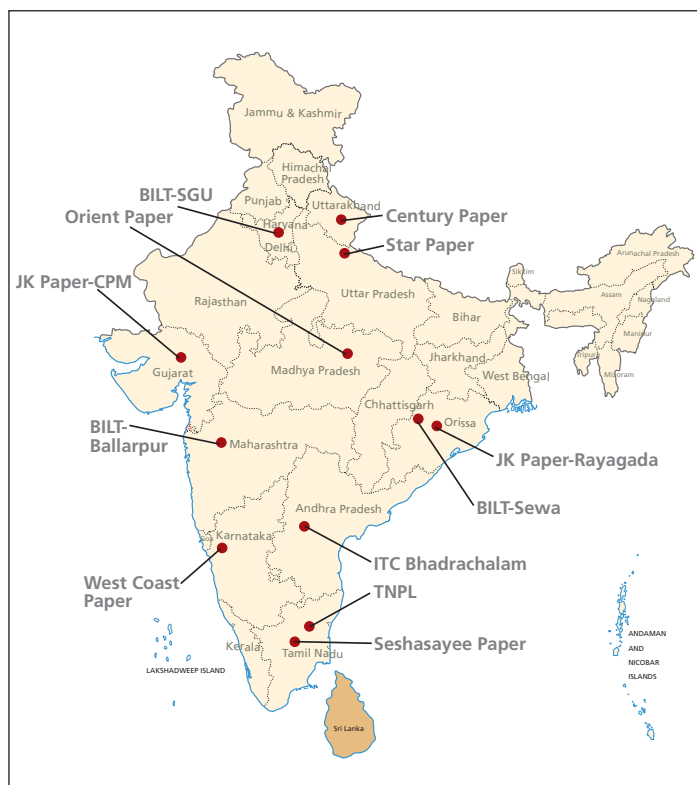 Jammu & Kashmir
Himachal
Pradesh
BILT-SGU
Punjab
Uttarakhand
Orient Paper
Century Paper
Haryana
Delhi
Star Paper
Arunachal Pradesh
Sikkim
JK Paper-CPM
Rajasthan
Uttar Pradesh
Assam
Nagaland
Bihar
Manipur
Jharkhand
Tripura
Mizoram
Gujarat
Madhya Pradesh
West Bengal
Chhattisgarh
Orissa
BILT-
Ballarpur
Maharashtra
JK Paper-Rayagada
BILT-Sewa
Andhra Pradesh
Goa
Karnataka
ITC Bhadrachalam
West Coast
Paper
TNPL
Kerala
Tamil Nadu
Seshasayee Paper
LAKSHADWEEP ISLAND
ANDAMAN
AND
NICOBAR
ISLANDS
Sri Lanka